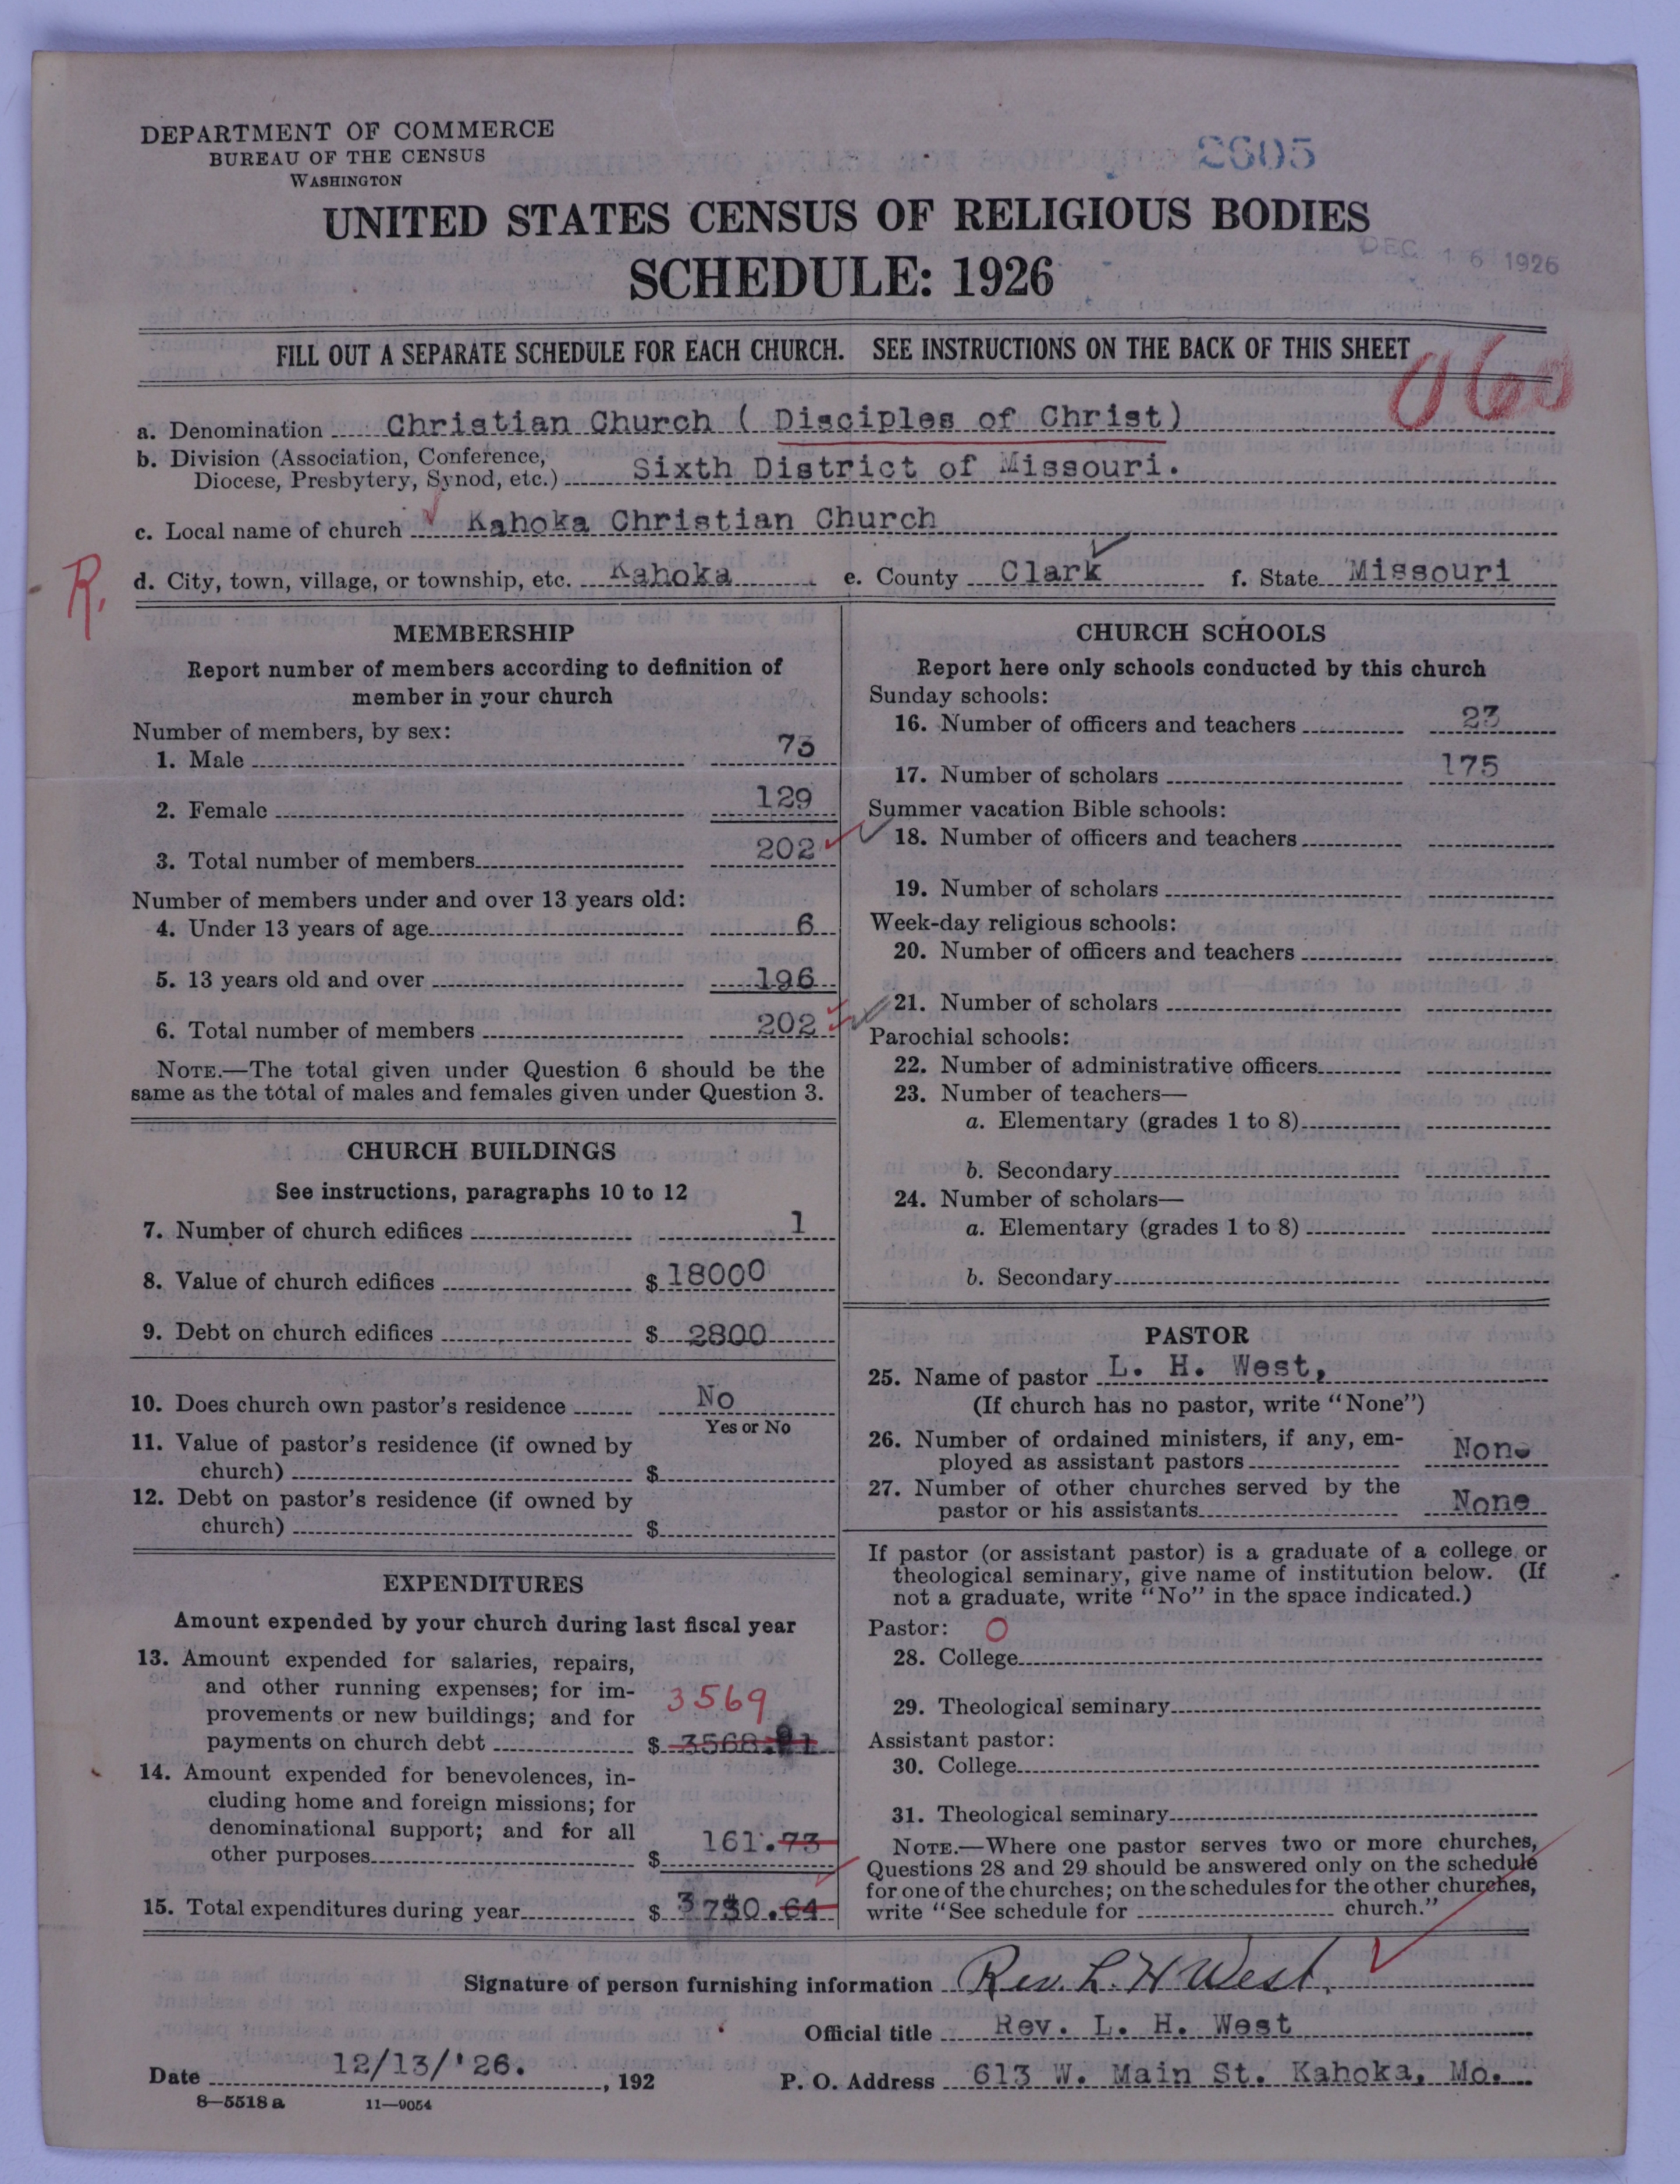 DEPARTMENT OF COMMERCE
BUREAU OF THE CENSUS
WASHINGTON
2605
UNITED STATES CENSUS OF RELIGIOUS BODIES
SCHEDULE: 1926
DEC 16 1926
FILL OUT A SEPARATE SCHEDULE FOR EACH CHURCH. SEE INSTRUCTIONS ON THE BACK OF THIS SHEET
060
a. Denomination Christian Church ( Disciples of Christ)
b. Division (Association, Conference,
Diocese, Presbytery, Synod, etc.) Sixth District of Missouri.
c. Local name of church Kahoka Christian Church
R.
d. City, town, village, or township, etc. Kahoka e. County Clark f. State Missouri
MEMBERSHIP
Report number of members according to definition of
member in your church
Number of members, by sex:
1. Male 73
2. Female 129
3. Total number of members 202
Number of members under and over 13 years old:
4. Under 13 years of age 6
5. 13 years old and over 196
6. Total number of members 202
NOTE.—The total given under Question 6 should be the
same as the total of males and females given under Question 3.
CHURCH BUILDINGS
See instructions, paragraphs 10 to 12
7. Number of church edifices 1
8. Value of church edifices $ 18000
9. Debt on church edifices $ 2800
10. Does church own pastor's residence No
Yes or No
11. Value of pastor's residence (if owned by
church) $
12. Debt on pastor's residence (if owned by
church) $
EXPENDITURES
Amount expended by your church during last fiscal year
13. Amount expended for salaries, repairs,
and other running expenses; for im-
3569
provements or new buildings; and for
payments on church debt $ 3568.91
14. Amount expended for benevolences, in-
cluding home and foreign missions; for
denominational support; and for all
other purposes $ 161.73
15. Total expenditures during year $ 3730.64
CHURCH SCHOOLS
Report here only schools conducted by this church
Sunday schools:
16. Number of officers and teachers 23
17. Number of scholars 175
Summer vacation Bible schools:
18. Number of officers and teachers
19. Number of scholars
Week-day religious schools:
20. Number of officers and teachers
21. Number of scholars
Parochial schools:
22. Number of administrative officers
23. Number of teachers—
a. Elementary (grades 1 to 8)
b. Secondary
24. Number of scholars—
a. Elementary (grades 1 to 8)
b. Secondary
PASTOR
25. Name of pastor L. H. West,
(If church has no pastor, write "None")
26. Number of ordained ministers, if any, em-
ployed as assistant pastors None
27. Number of other churches served by the
pastor or his assistants None
If pastor (or assistant pastor) is a graduate of a college or
theological seminary, give name of institution below. (If
not a graduate, write "No" in the space indicated.)
Pastor: O
28. College
29. Theological seminary
Assistant pastor:
30. College
31. Theological seminary
NOTE.—Where one pastor serves two or more churches,
Questions 28 and 29 should be answered only on the schedule
for one of the churches; on the schedules for the other churches,
write "See schedule for church."
Signature of person furnishing information Rev. L. H. West.
Official title Rev. L. H. West
Date 12/13/'26. , 192 P. O. Address 613 W. Main St. Kahoka, Mo.
8—5518a 11—9054